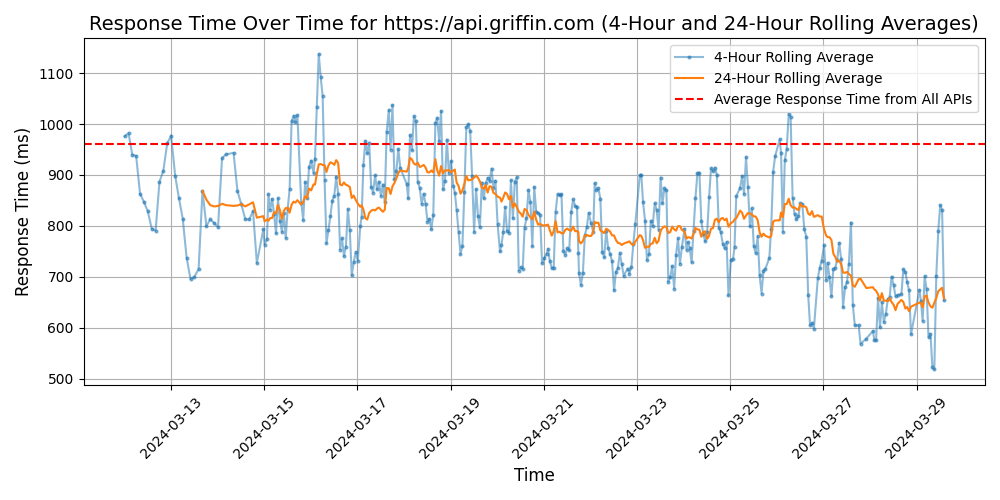 Response Time Over Time for https://api.griffin.com (4-Hour and 24-Hour Rolling Averages)
4-Hour Rolling Average
24-Hour Rolling Average
Average Response Time from All APIs
Response Time (ms)
1100
1000
900
800
700
600
500
2024-03-13
2024-03-15
2024-03-17
2024-03-19
2024-03-21
2024-03-23
2024-03-25
2024-03-27
2024-03-29
Time